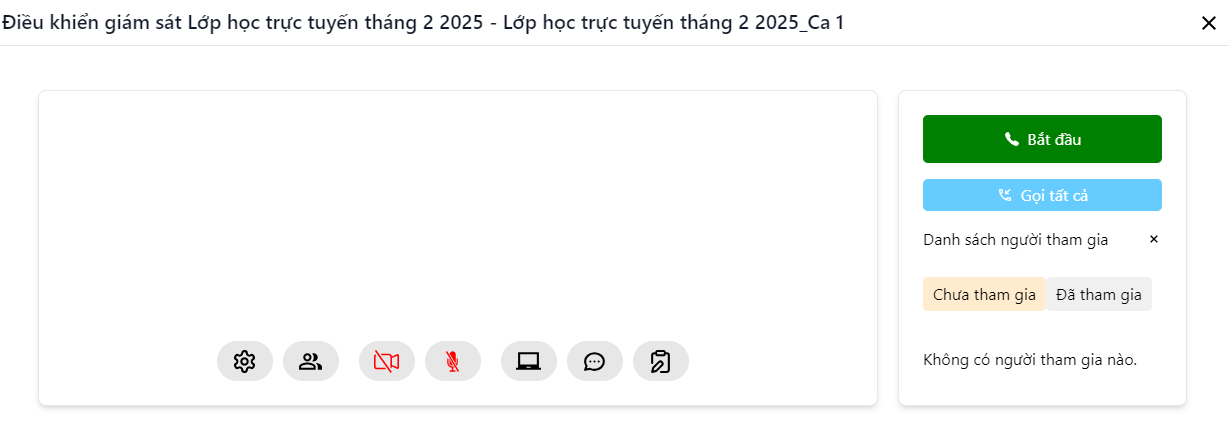 Điều khiển giám sát Lớp học trực tuyến tháng 2 2025 - Lớp học trực tuyến tháng 2 2025_Ca 1
Bắt đầu
Gọi tất cả
Danh sách người tham gia
Chưa tham gia Đã tham gia
Không có người tham gia nào.